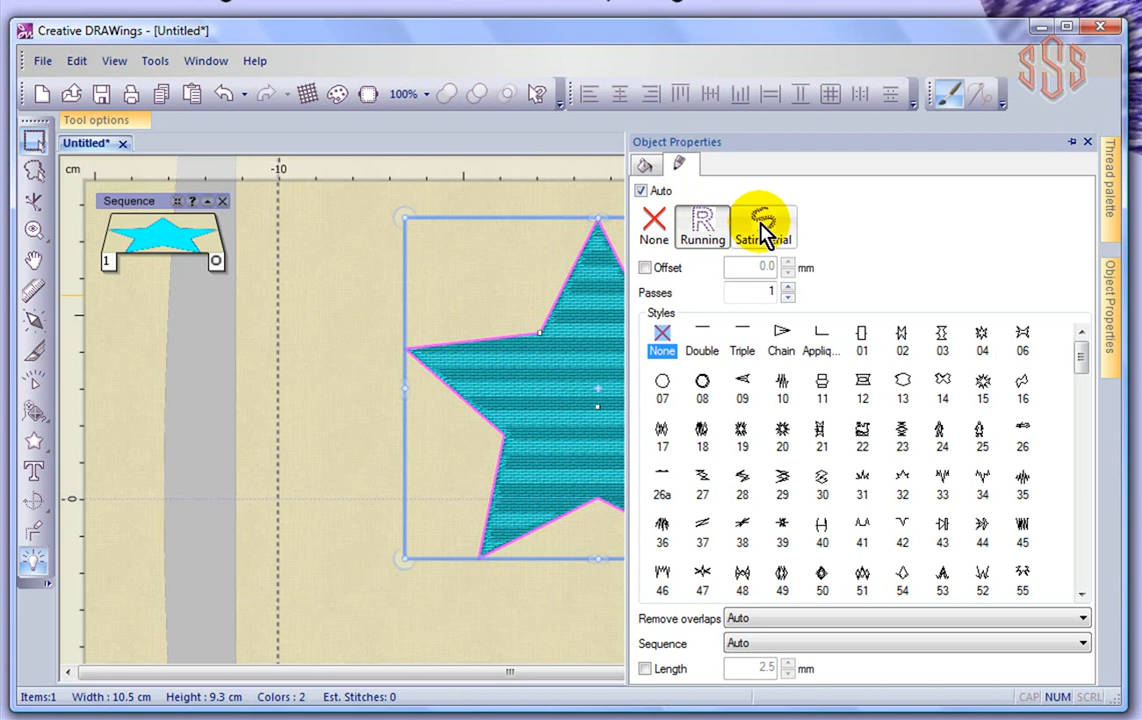 Creative DRAWings - [Untitled*]
SSS
File Edit View Tools Window Help
100%
Tool options
Untitled*
cm
-10
Object Properties
Thread palette
Sequence
Auto
1
None
Running
Offset
0.0
mm
Passes
1
Object Properties
Styles
None Double Triple Chain Appliq... 01 02 03 04 06
07 08 09 10 11 12 13 14 15 16
17 18 19 20 21 22 23 24 25 26
26a 27 28 29 30 31 32 33 34 35
0
36 37 38 39 40 41 42 43 44 45
46 47 48 49 50 51 54 53 52 55
Remove overlaps Auto
Sequence Auto
Length 2.5 mm
Items:1 Width : 10.5 cm Height : 9.3 cm Colors : 2 Est. Stitches: 0 CAP NUM SCRL